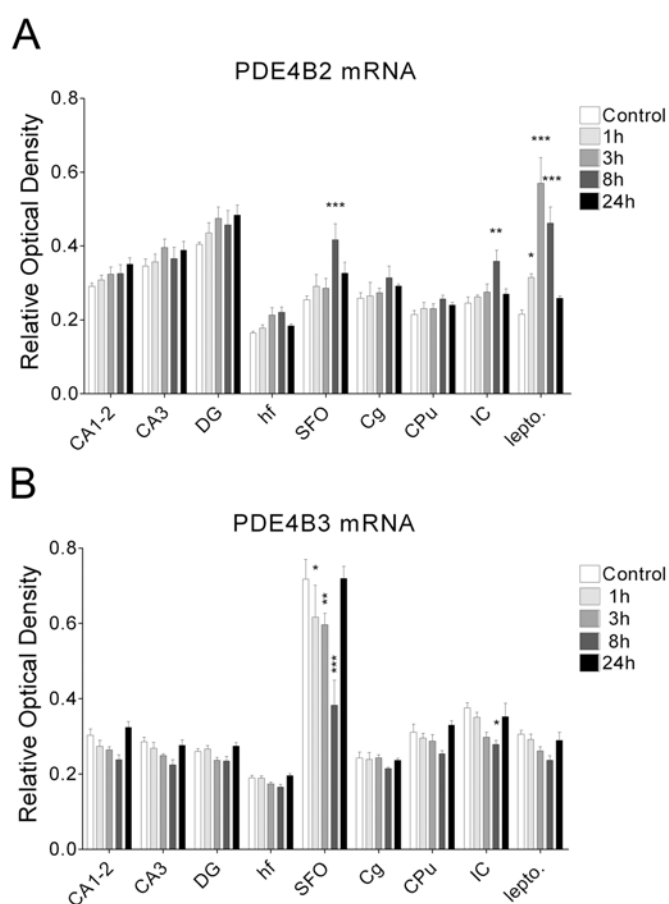 A
PDE4B2 mRNA
Relative Optical Density
0.8
0.6
0.4
0.2
0.0
Control
1h
3h
8h
24h
***
*
***
***
**
CA1-2
CA3
DG
hf
SFO
Cg
CPu
IC
lepto.
B
PDE4B3 mRNA
Relative Optical Density
0.8
0.6
0.4
0.2
0.0
Control
1h
3h
8h
24h
*
**
***
*
CA1-2
CA3
DG
hf
SFO
Cg
CPu
IC
lepto.